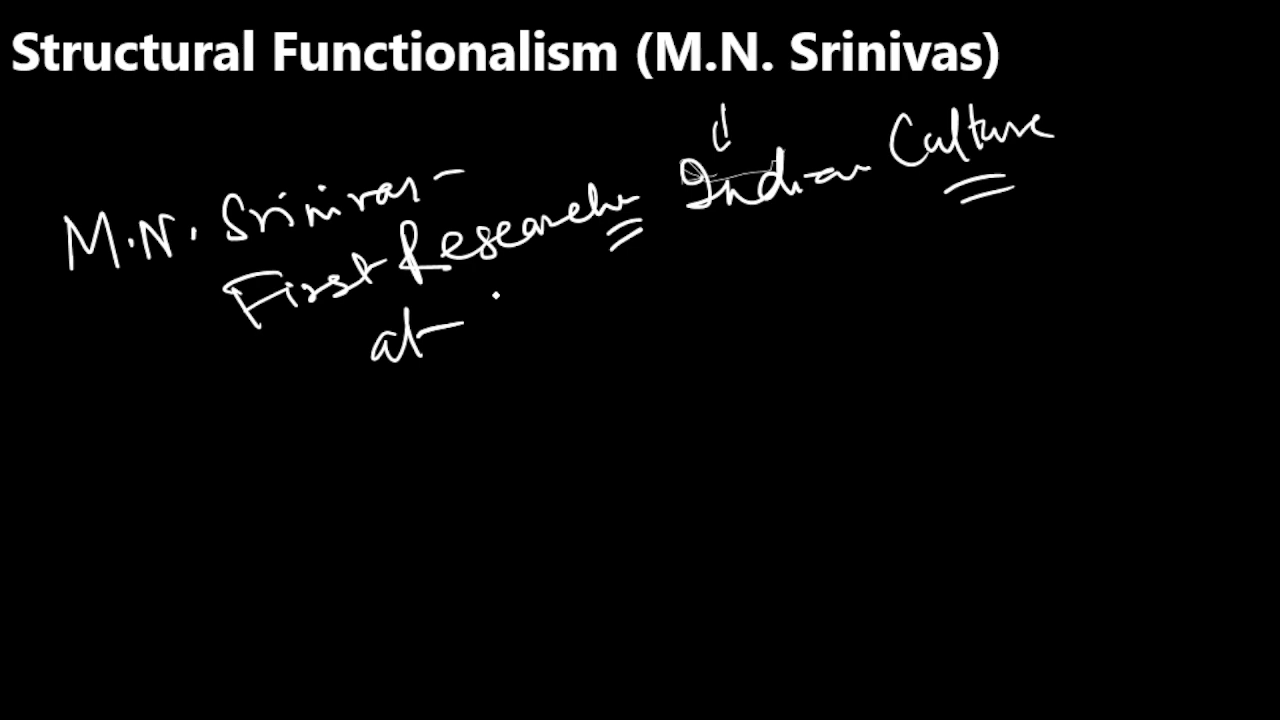 Structural Functionalism (M.N. Srinivas)
M.N. Srinivas -
First Researcher Indian Culture
at